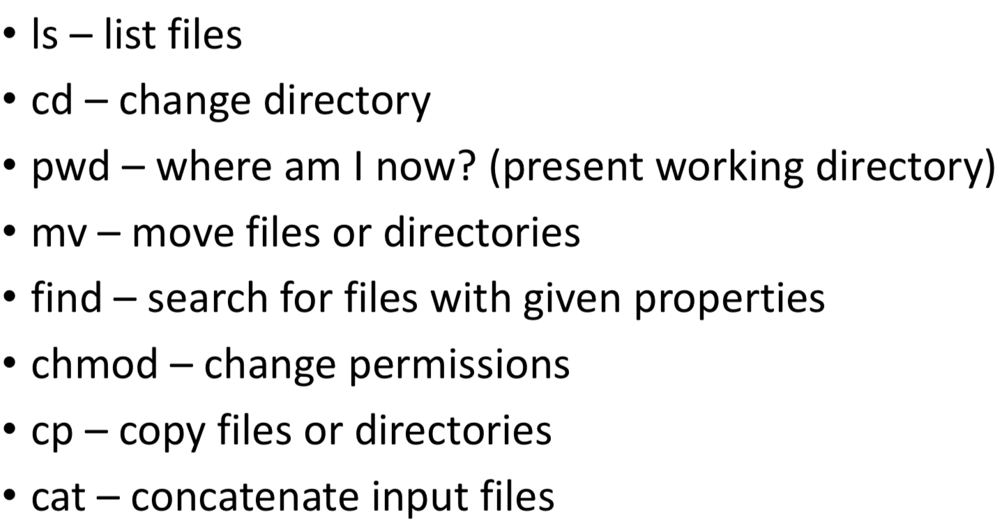 • ls – list files
• cd – change directory
• pwd – where am I now? (present working directory)
• mv – move files or directories
• find – search for files with given properties
• chmod – change permissions
• cp – copy files or directories
• cat – concatenate input files